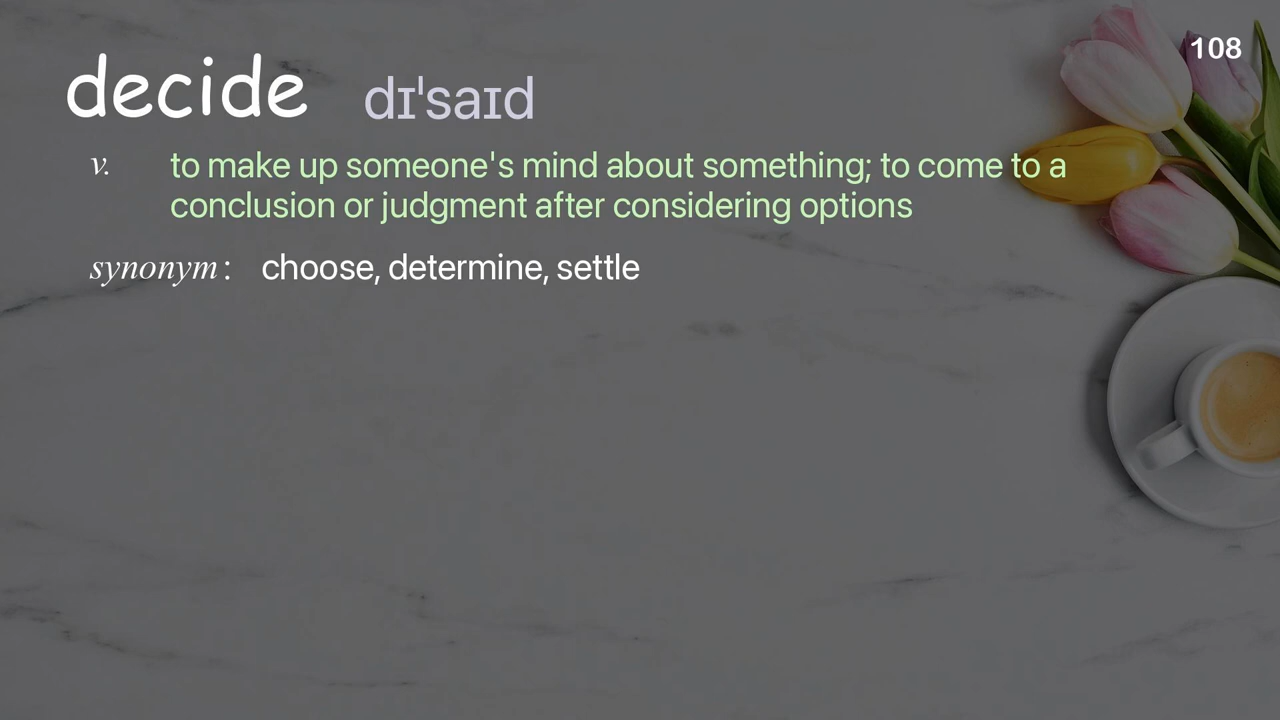 108
decide dɪˈsaɪd
v. to make up someone's mind about something; to come to a
conclusion or judgment after considering options
synonym: choose, determine, settle